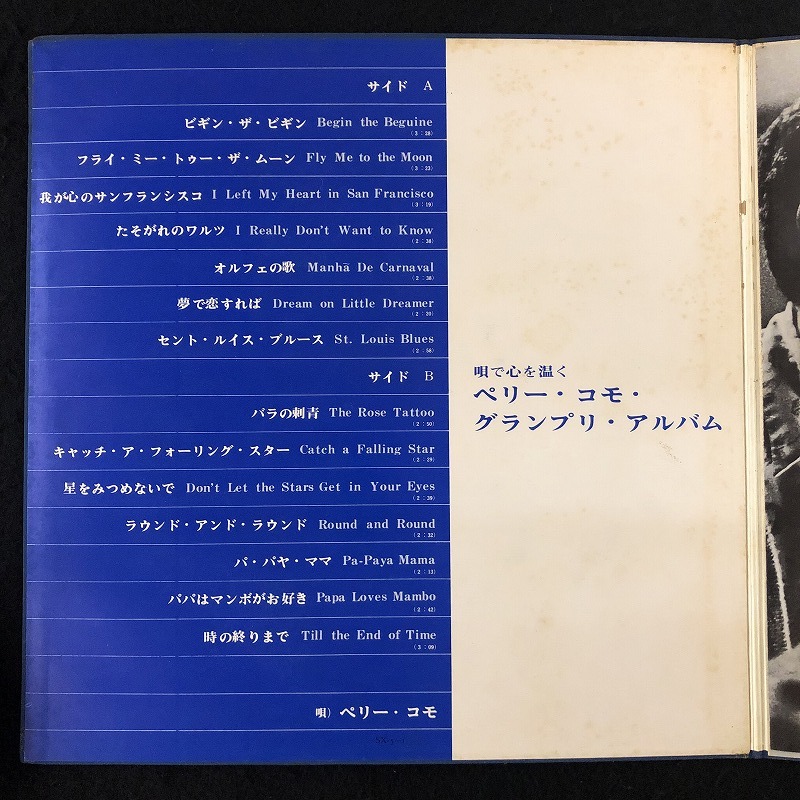 サイド A
ビギン・ザ・ビギン Begin the Beguine
(3:28)
フライ・ミー・トゥー・ザ・ムーン Fly Me to the Moon
(3:23)
我が心のサンフランシスコ I Left My Heart in San Francisco
(3:19)
たそがれのワルツ I Really Don't Want to Know
(2:38)
オルフェの歌 Manhã De Carnaval
(2:38)
夢で恋すれば Dream on Little Dreamer
(2:20)
セント・ルイス・ブルース St. Louis Blues
(2:58)
サイド B
バラの刺青 The Rose Tattoo
(2:50)
キャッチ・ア・フォーリング・スター Catch a Falling Star
(2:29)
星をみつめないで Don't Let the Stars Get in Your Eyes
(2:39)
ラウンド・アンド・ラウンド Round and Round
(2:32)
パ・パヤ・ママ Pa-Paya Mama
(2:33)
パパはマンボがお好き Papa Loves Mambo
(2:42)
時の終りまで Till the End of Time
(3:09)
唄) ペリー・コモ
唄で心を温く
ペリー・コモ・
グランプリ・アルバム